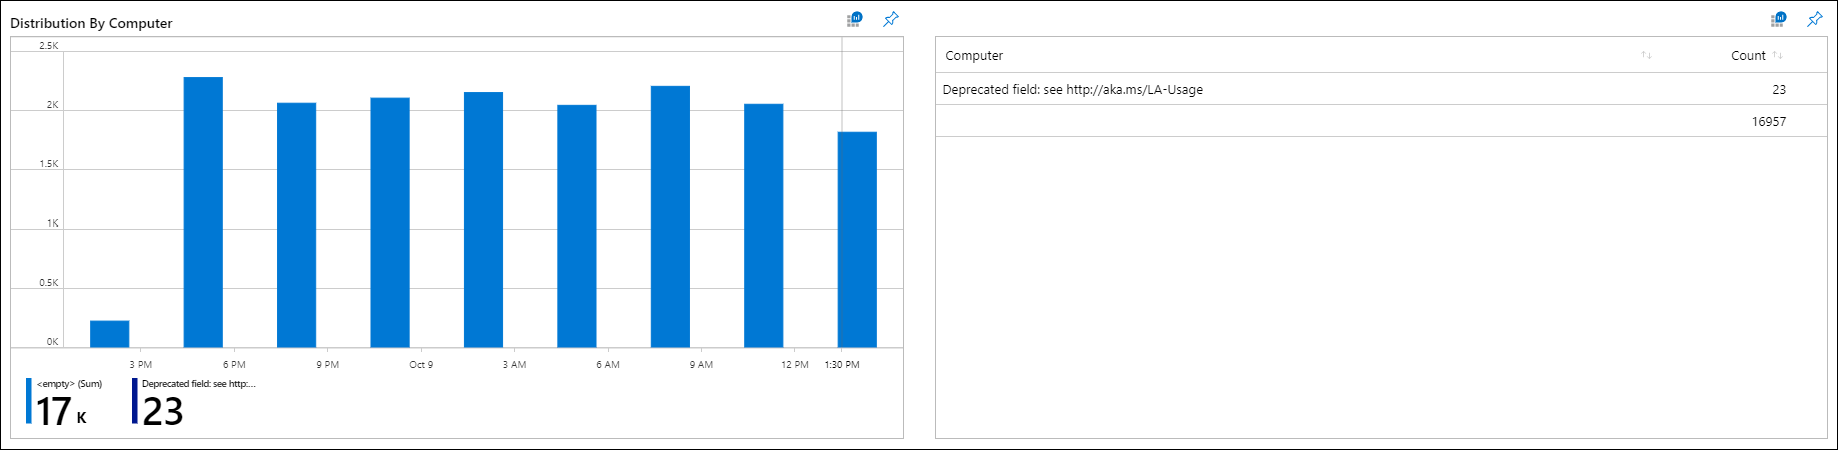 Distribution By Computer
2.5K
2K
1.5K
1K
0.5K
0K
3 PM 6 PM 9 PM Oct 9 3 AM 6 AM 9 AM 12 PM 1:30 PM
<empty> (Sum) Deprecated field: see http:...
17 K 23
Computer Count
Deprecated field: see http://aka.ms/LA-Usage 23
16957